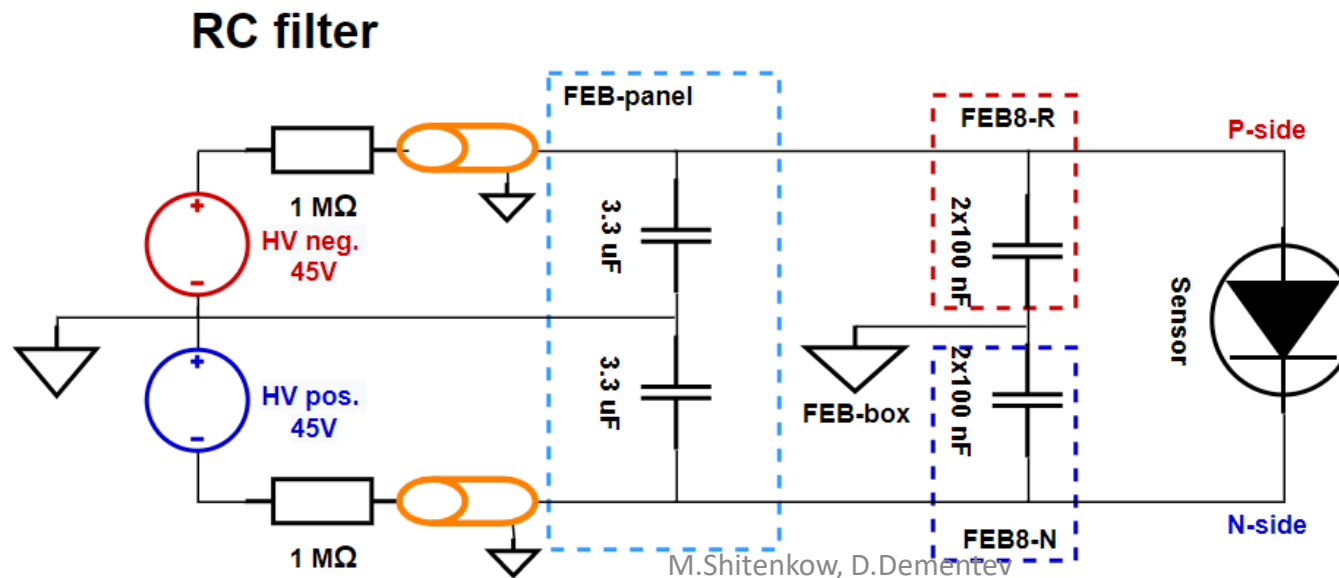 RC filter
FEB-panel
FEB8-R
P-side
1 MΩ
HV neg.
45V
3.3 uF
2x100 nF
Sensor
HV pos.
45V
3.3 uF
2x100 nF
FEB-box
1 MΩ
FEB8-N
N-side
M.Shitenkow, D.Dementev
+
-
+
-